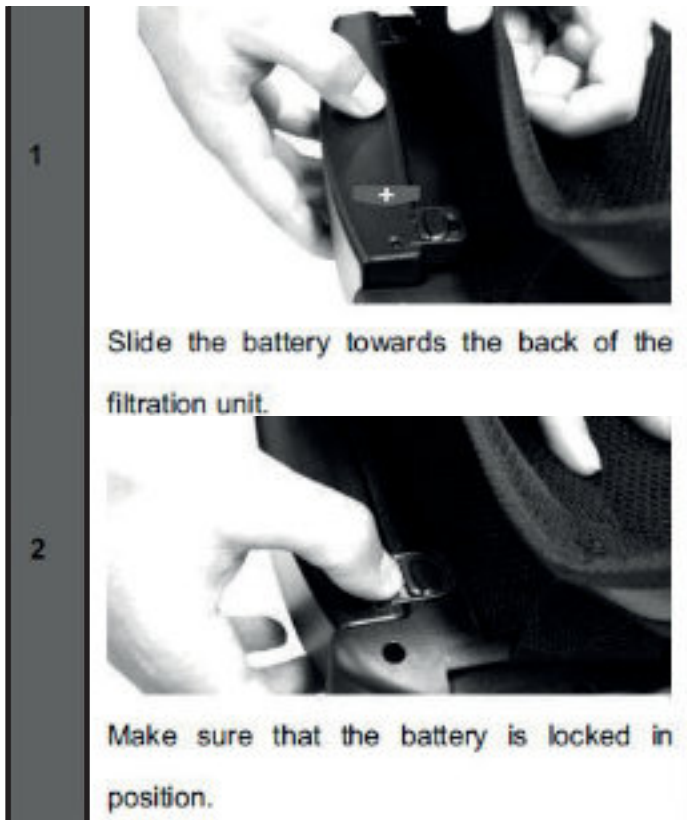 1
+
Slide the battery towards the back of the
filtration unit.
2
Make sure that the battery is locked in
position.